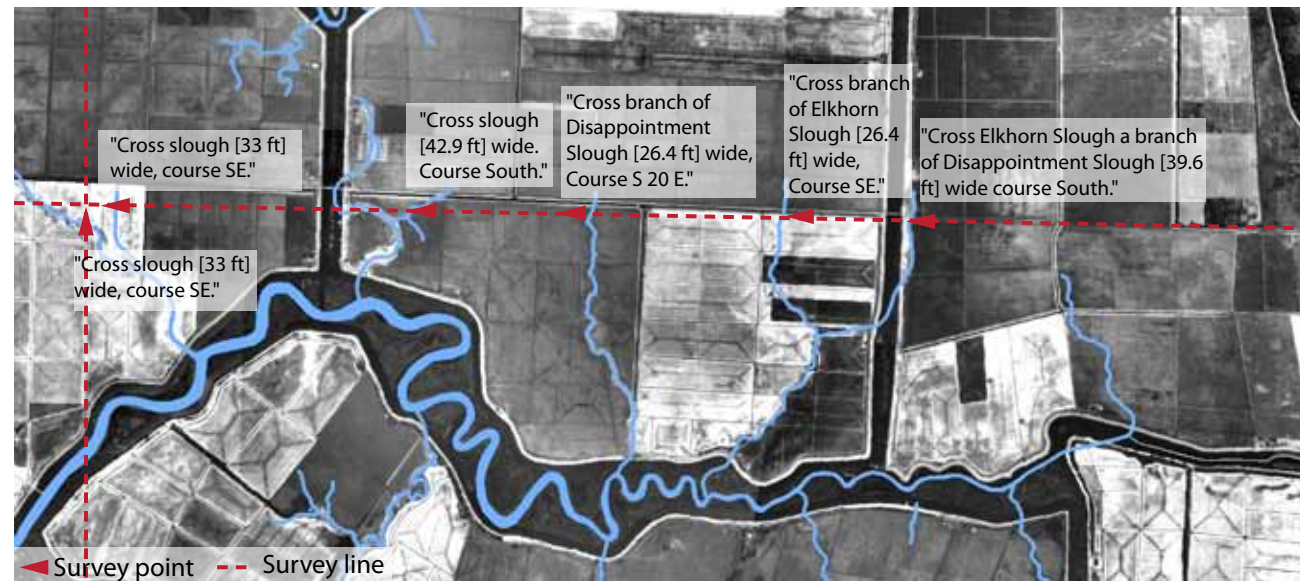 "Cross slough [33 ft]
wide, course SE."
"Cross slough
[42.9 ft] wide.
Course South."
"Cross branch of
Disappointment
Slough [26.4 ft] wide,
Course S 20 E."
"Cross branch
of Elkhorn
Slough [26.4
ft] wide,
Course SE."
"Cross Elkhorn Slough a branch
of Disappointment Slough [39.6
ft] wide course South."
"Cross slough [33 ft]
wide, course SE."
Survey point
Survey line